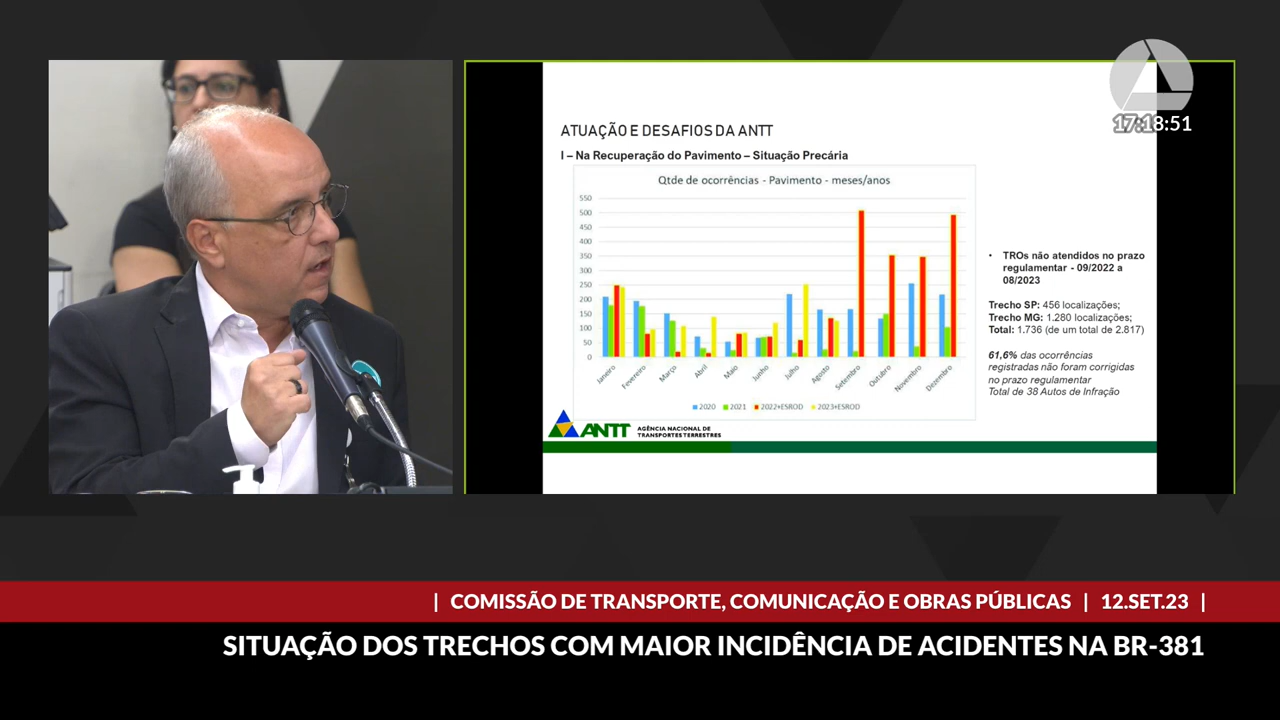 17:18:51
ATUAÇÃO E DESAFIOS DA ANTT
I – Na Recuperação do Pavimento – Situação Precária
Qtde de ocorrências - Pavimento - meses/anos
550
500
450
400
350
300
250
200
150
100
50
0
Janeiro
Fevereiro
Março
Abril
Maio
Junho
Julho
Agosto
Setembro
Outubro
Novembro
Dezembro
2020 2021 2022+ESROD 2023+ESROD
• TROs não atendidos no prazo
regulamentar - 09/2022 a
08/2023
Trecho SP: 456 localizações;
Trecho MG: 1.280 localizações;
Total: 1.736 (de um total de 2.817)
61,6% das ocorrências
registradas não foram corrigidas
no prazo regulamentar
Total de 38 Autos de Infração
ANTT
AGÊNCIA NACIONAL DE
TRANSPORTES TERRESTRES
| COMISSÃO DE TRANSPORTE, COMUNICAÇÃO E OBRAS PÚBLICAS | 12.SET.23 |
SITUAÇÃO DOS TRECHOS COM MAIOR INCIDÊNCIA DE ACIDENTES NA BR-381